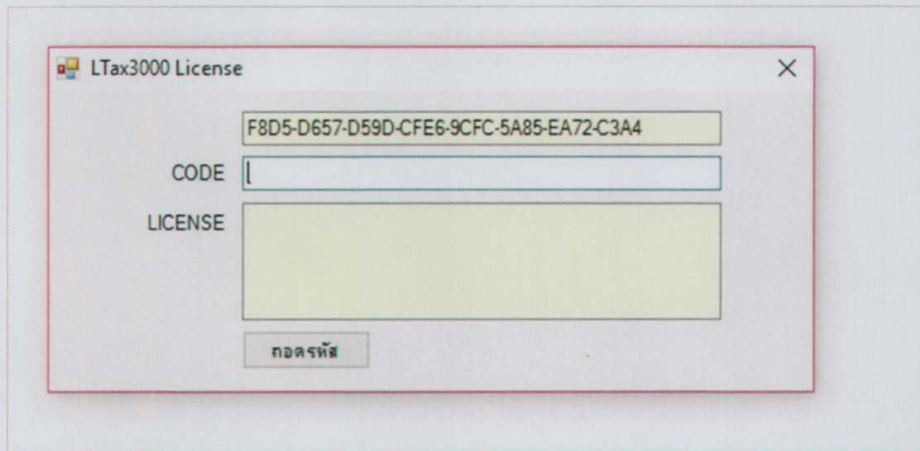 LTax3000 License
F8D5-D657-D59D-CFE6-9CFC-5A85-EA72-C3A4
CODE
LICENSE
ถอดรหัส